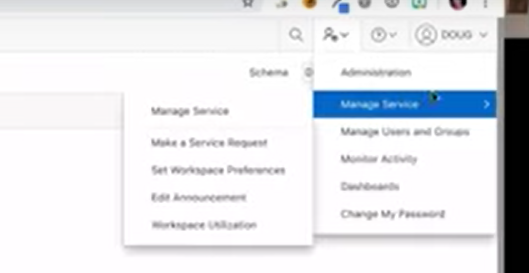 DOUG
Schema
Administration
Manage Service
Manage Users and Groups
Monitor Activity
Dashboards
Change My Password
Manage Service
Make a Service Request
Set Workspace Preferences
Edit Announcement
Workspace Utilization